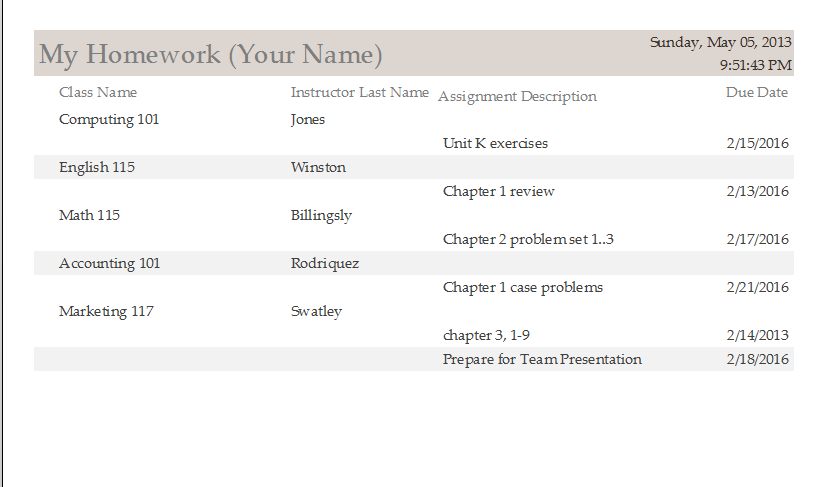 My Homework (Your Name)
Sunday, May 05, 2013
9:51:43 PM
Class Name Instructor Last Name Assignment Description Due Date
Computing 101 Jones
Unit K exercises 2/15/2016
English 115 Winston
Chapter 1 review 2/13/2016
Math 115 Billingsly
Chapter 2 problem set 1..3 2/17/2016
Accounting 101 Rodriquez
Chapter 1 case problems 2/21/2016
Marketing 117 Swatley
chapter 3, 1-9 2/14/2013
Prepare for Team Presentation 2/18/2016